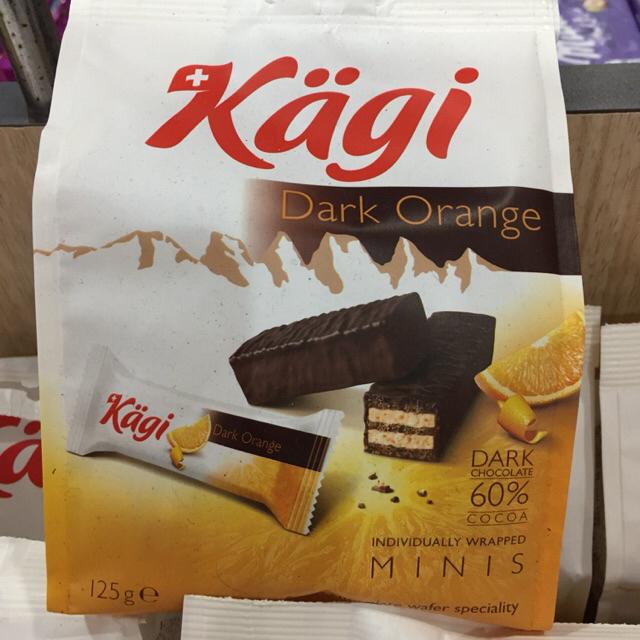 Kägi
Dark Orange
Kägi
Dark Orange
DARK
CHOCOLATE
60%
COCOA
INDIVIDUALLY WRAPPED
MINIS
125g e
wafer speciality